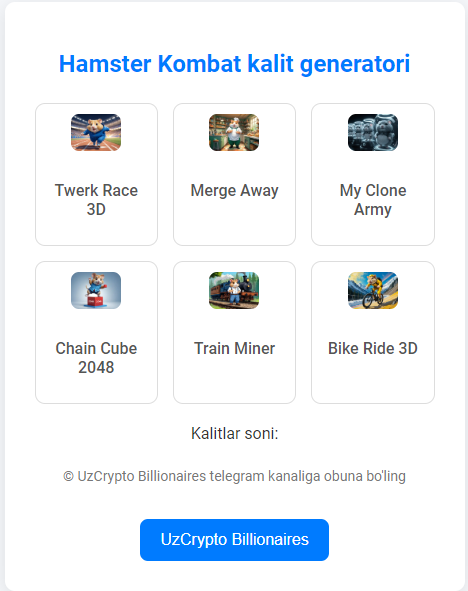 Hamster Kombat kalit generatori
Twerk Race
3D
Merge Away
My Clone
Army
Chain Cube
2048
Train Miner
Bike Ride 3D
Kalitlar soni:
© UzCrypto Billionaires telegram kanaliga obuna bo'ling
UzCrypto Billionaires